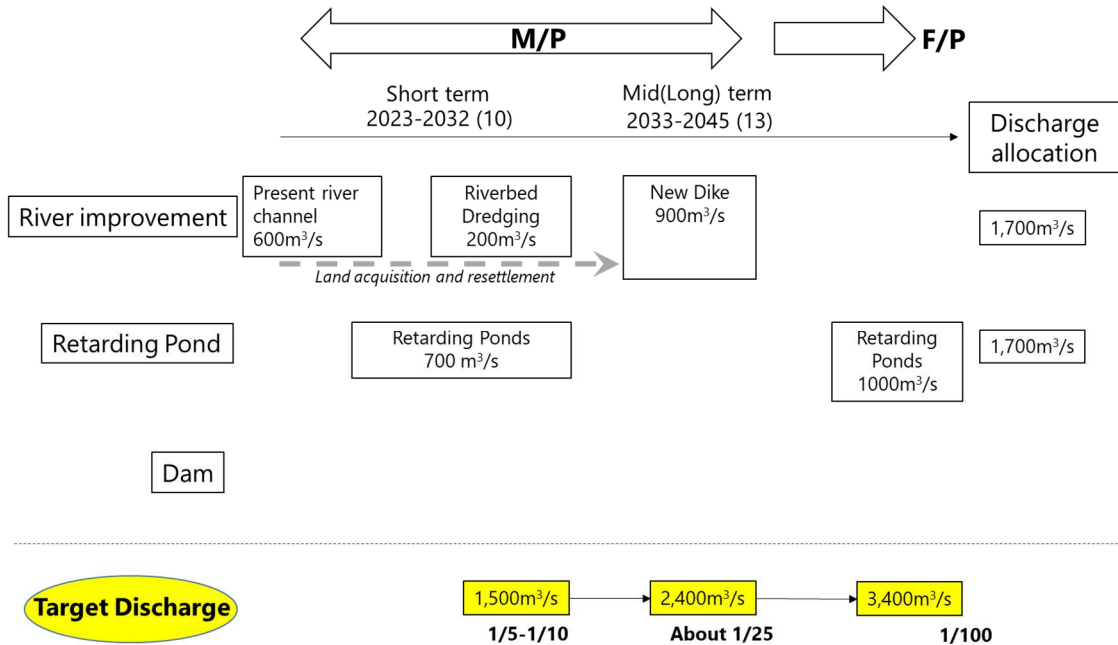 M/P
F/P
Short term
2023-2032 (10)
Mid(Long) term
2033-2045 (13)
Discharge
allocation
River improvement
Present river
channel
600m³/s
Riverbed
Dredging
200m³/s
New Dike
900m³/s
1,700m³/s
Land acquisition and resettlement
Retarding Pond
Retarding Ponds
700 m³/s
Retarding
Ponds
1000m³/s
1,700m³/s
Dam
Target Discharge
1,500m³/s
2,400m³/s
3,400m³/s
1/5-1/10
About 1/25
1/100